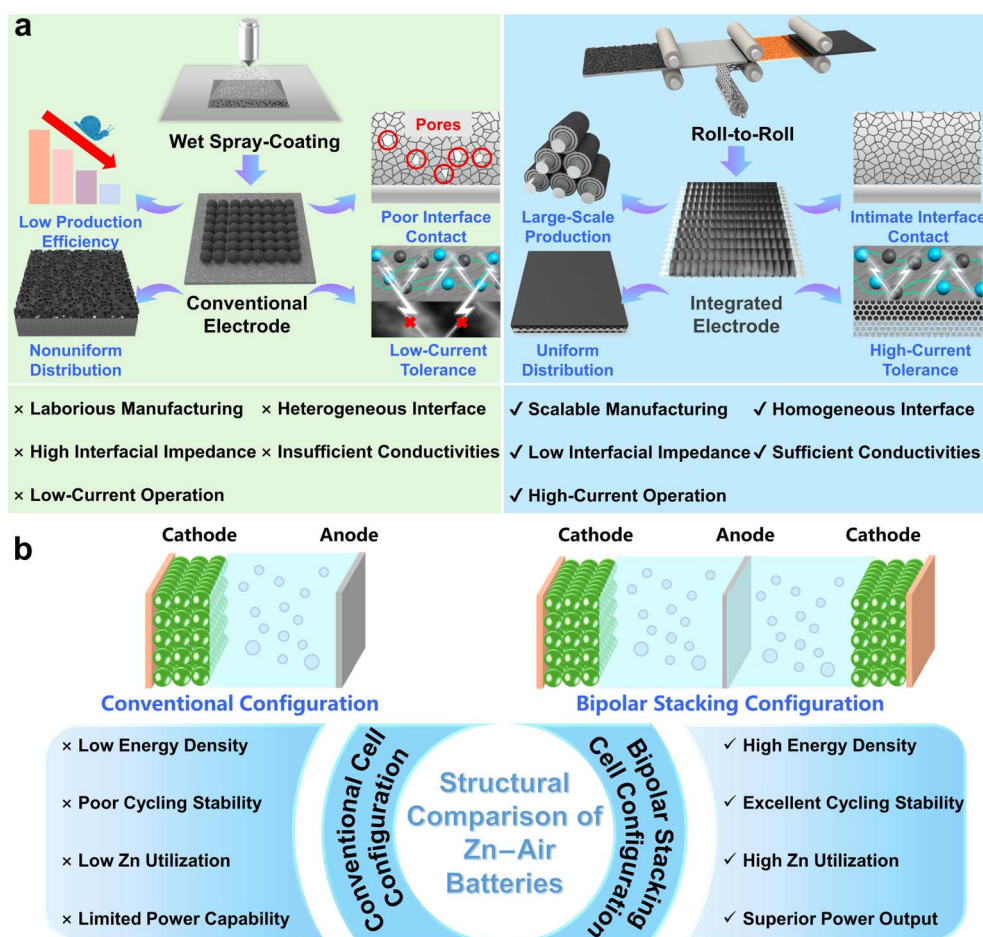 a
Wet Spray-Coating
Pores
Low Production
Efficiency
Poor Interface
Contact
Conventional
Electrode
Nonuniform
Distribution
Low-Current
Tolerance
Roll-to-Roll
Large-Scale
Production
Intimate Interface
Contact
Integrated
Electrode
Uniform
Distribution
High-Current
Tolerance
× Laborious Manufacturing × Heterogeneous Interface
× High Interfacial Impedance × Insufficient Conductivities
× Low-Current Operation
✓ Scalable Manufacturing ✓ Homogeneous Interface
✓ Low Interfacial Impedance ✓ Sufficient Conductivities
✓ High-Current Operation
b
Cathode Anode
Conventional Configuration
Cathode Anode Cathode
Bipolar Stacking Configuration
× Low Energy Density
× Poor Cycling Stability
× Low Zn Utilization
× Limited Power Capability
Conventional Cell
Configuration
Structural
Comparison of
Zn–Air
Batteries
Bipolar Stacking
Cell Configuration
✓ High Energy Density
✓ Excellent Cycling Stability
✓ High Zn Utilization
✓ Superior Power Output